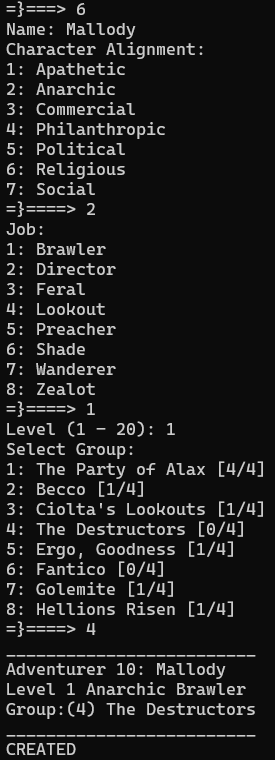 =}===> 6
Name: Mallody
Character Alignment:
1: Apathetic
2: Anarchic
3: Commercial
4: Philanthropic
5: Political
6: Religious
7: Social
=}====> 2
Job:
1: Brawler
2: Director
3: Feral
4: Lookout
5: Preacher
6: Shade
7: Wanderer
8: Zealot
=}====> 1
Level (1 - 20): 1
Select Group:
1: The Party of Alax [4/4]
2: Becco [1/4]
3: Ciolta's Lookouts [1/4]
4: The Destructors [0/4]
5: Ergo, Goodness [1/4]
6: Fantico [0/4]
7: Golemite [1/4]
8: Hellions Risen [1/4]
=}====> 4
_________________________
Adventurer 10: Mallody
Level 1 Anarchic Brawler
Group:(4) The Destructors
_________________________
CREATED